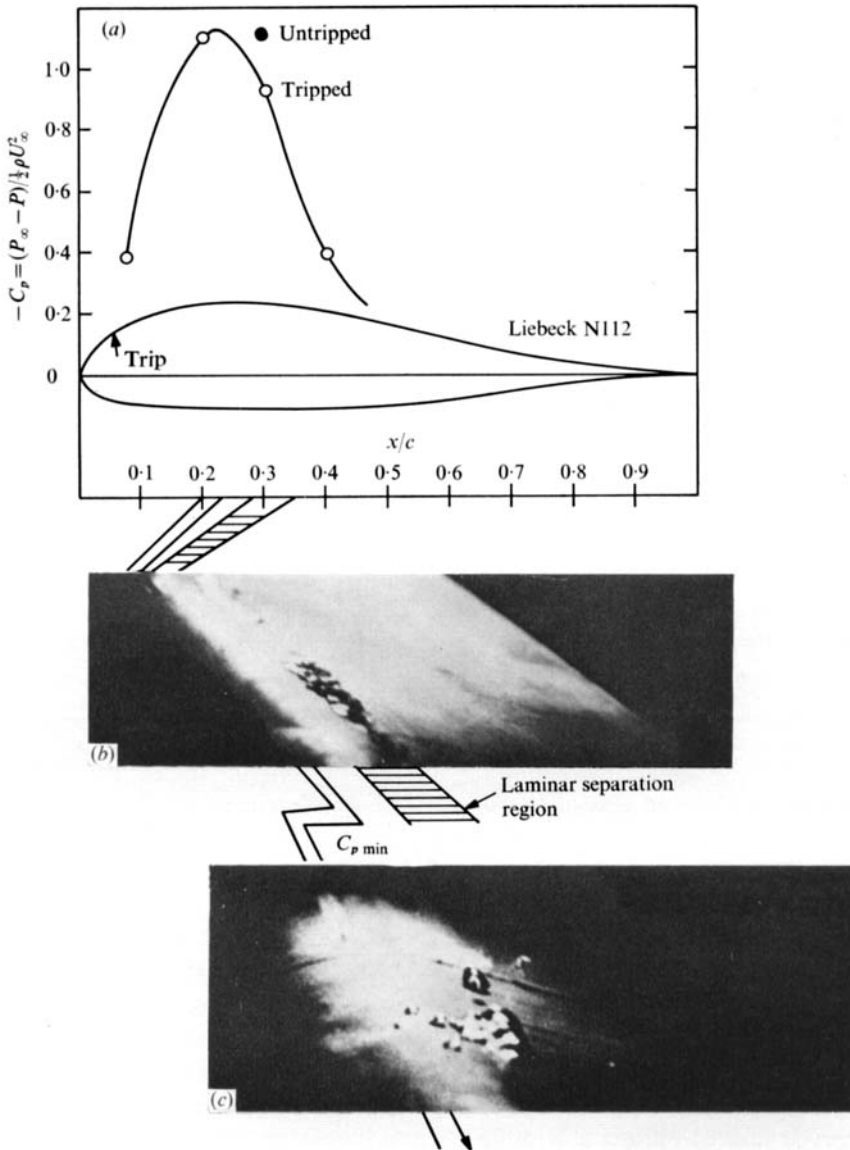 (a)
Untripped
Tripped
−C_p = (P_∞ − P)/½ρU²_∞
1·0
0·8
0·6
0·4
0·2
0
Liebeck N112
Trip
x/c
0·1 0·2 0·3 0·4 0·5 0·6 0·7 0·8 0·9
(b)
Laminar separation
region
C_p min
(c)